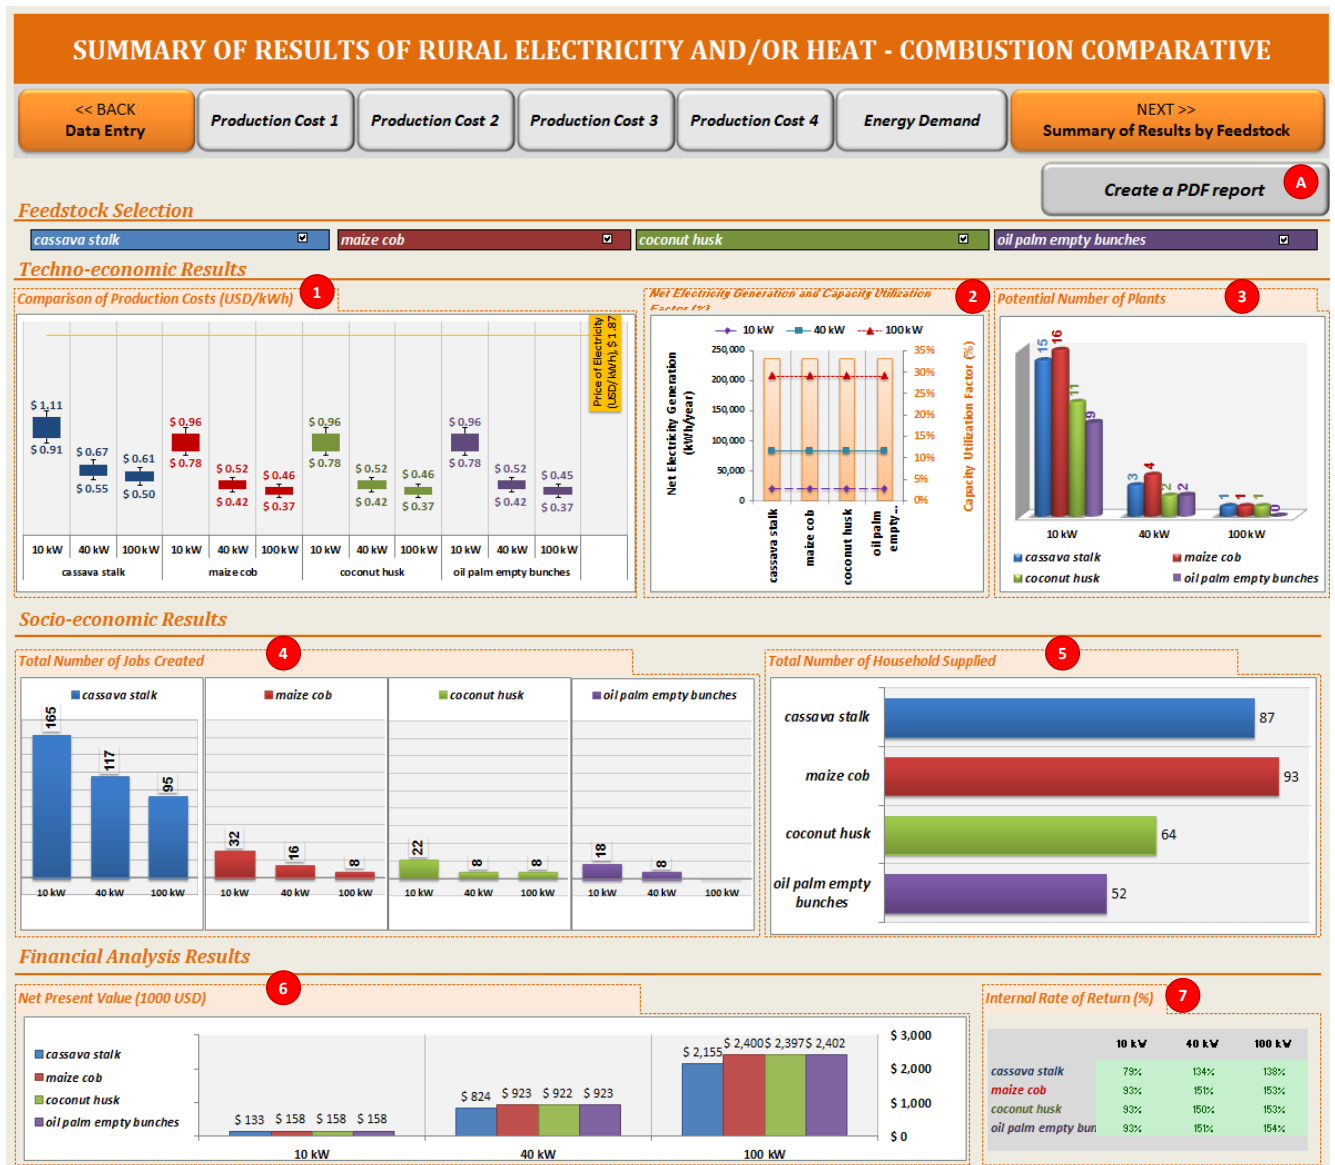 SUMMARY OF RESULTS OF RURAL ELECTRICITY AND/OR HEAT - COMBUSTION COMPARATIVE
<< BACK
Data Entry
Production Cost 1
Production Cost 2
Production Cost 3
Production Cost 4
Energy Demand
NEXT >>
Summary of Results by Feedstock
Create a PDF report
A
Feedstock Selection
cassava stalk
maize cob
coconut husk
oil palm empty bunches
Techno-economic Results
Comparison of Production Costs (USD/kWh)
1
Price of Electricity
(USD/kWh), $ 1.87
$ 1.11
$ 0.91
$ 0.67
$ 0.55
$ 0.61
$ 0.50
$ 0.96
$ 0.78
$ 0.52
$ 0.42
$ 0.46
$ 0.37
$ 0.96
$ 0.78
$ 0.52
$ 0.42
$ 0.46
$ 0.37
$ 0.96
$ 0.78
$ 0.52
$ 0.42
$ 0.45
$ 0.37
10 kW 40 kW 100 kW 10 kW 40 kW 100 kW 10 kW 40 kW 100 kW 10 kW 40 kW 100 kW
cassava stalk maize cob coconut husk oil palm empty bunches
Net Electricity Generation and Capacity Utilization
Factor (%)
2
10 kW 40 kW 100 kW
Net Electricity Generation
(kWh/year)
250,000
200,000
150,000
100,000
50,000
0
35%
30%
25%
20%
15%
10%
5%
0%
Capacity Utilization Factor (%)
cassava stalk
maize cob
coconut husk
oil palm
empty...
Potential Number of Plants
3
15
16
11
9
3
4
2
2
1
1
1
0
10 kW 40 kW 100 kW
cassava stalk maize cob
coconut husk oil palm empty bunches
Socio-economic Results
Total Number of Jobs Created
4
cassava stalk
165
117
95
10 kW 40 kW 100 kW
maize cob
32
16
8
10 kW 40 kW 100 kW
coconut husk
22
8
8
10 kW 40 kW 100 kW
oil palm empty bunches
18
8
10 kW 40 kW 100 kW
Total Number of Household Supplied
5
cassava stalk 87
maize cob 93
coconut husk 64
oil palm empty
bunches 52
Financial Analysis Results
Net Present Value (1000 USD)
6
cassava stalk
maize cob
coconut husk
oil palm empty bunches
$ 133 $ 158 $ 158 $ 158
$ 824 $ 923 $ 922 $ 923
$ 2,155 $ 2,400 $ 2,397 $ 2,402
$ 3,000
$ 2,000
$ 1,000
$ 0
10 kW 40 kW 100 kW
Internal Rate of Return (%)
7
10 kW 40 kW 100 kW
cassava stalk 79% 134% 138%
maize cob 93% 151% 153%
coconut husk 93% 150% 153%
oil palm empty bun 93% 151% 154%